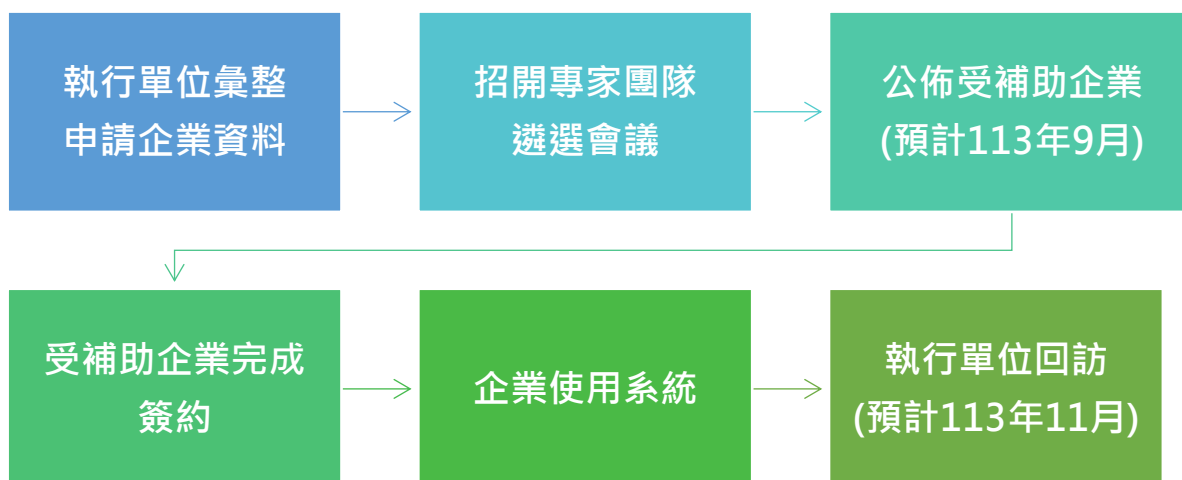 執行單位彙整
申請企業資料
招開專家團隊
遴選會議
公佈受補助企業
(預計113年9月)
受補助企業完成
簽約
企業使用系統
執行單位回訪
(預計113年11月)